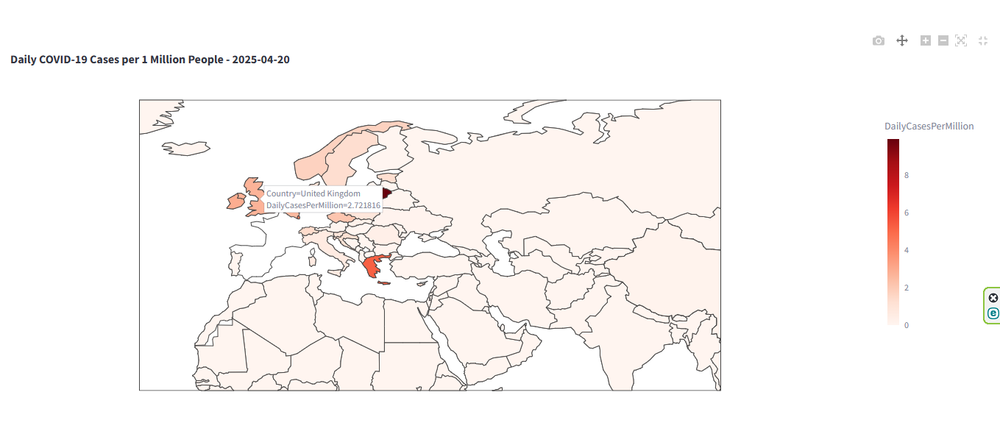 Daily COVID-19 Cases per 1 Million People - 2025-04-20
DailyCasesPerMillion
8
6
4
2
0
Country=United Kingdom
DailyCasesPerMillion=2.721816
e